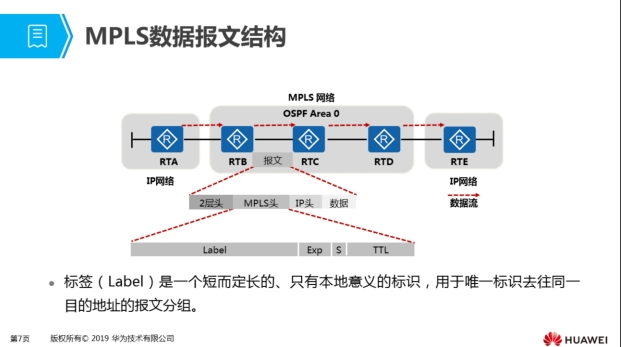 MPLS数据报文结构
MPLS 网络
OSPF Area 0
R R R R R
RTA RTB RTC RTD RTE
报文
IP网络 IP网络
数据流
2层头 MPLS头 IP头 数据
Label Exp S TTL
标签（Label）是一个短而定长的、只有本地意义的标识，用于唯一标识去往同一
目的地址的报文分组。
第7页 版权所有© 2019 华为技术有限公司
HUAWEI